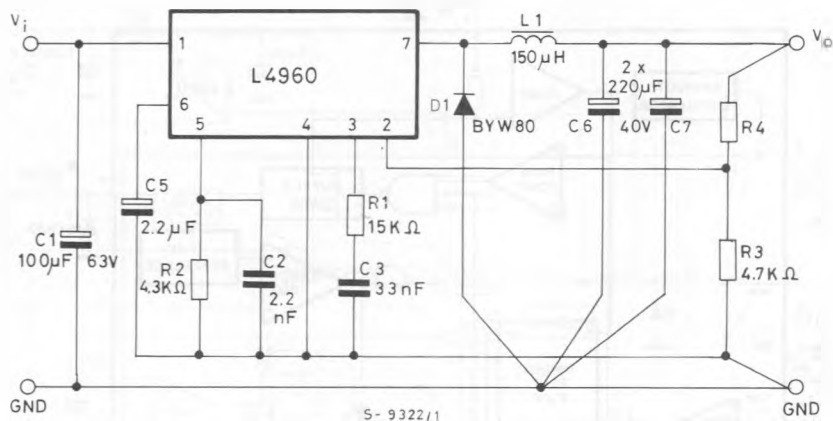 Vi
1
L4960
7
L1
150µH
Vo
2 x
220µF
6
5
4
3
2
D1
BYW80
C6
40V
C7
R4
C5
2.2µF
R1
15KΩ
C1
100µF
63V
R2
4.3KΩ
C2
2.2
nF
C3
33nF
R3
4.7KΩ
GND
GND
S-9322/1